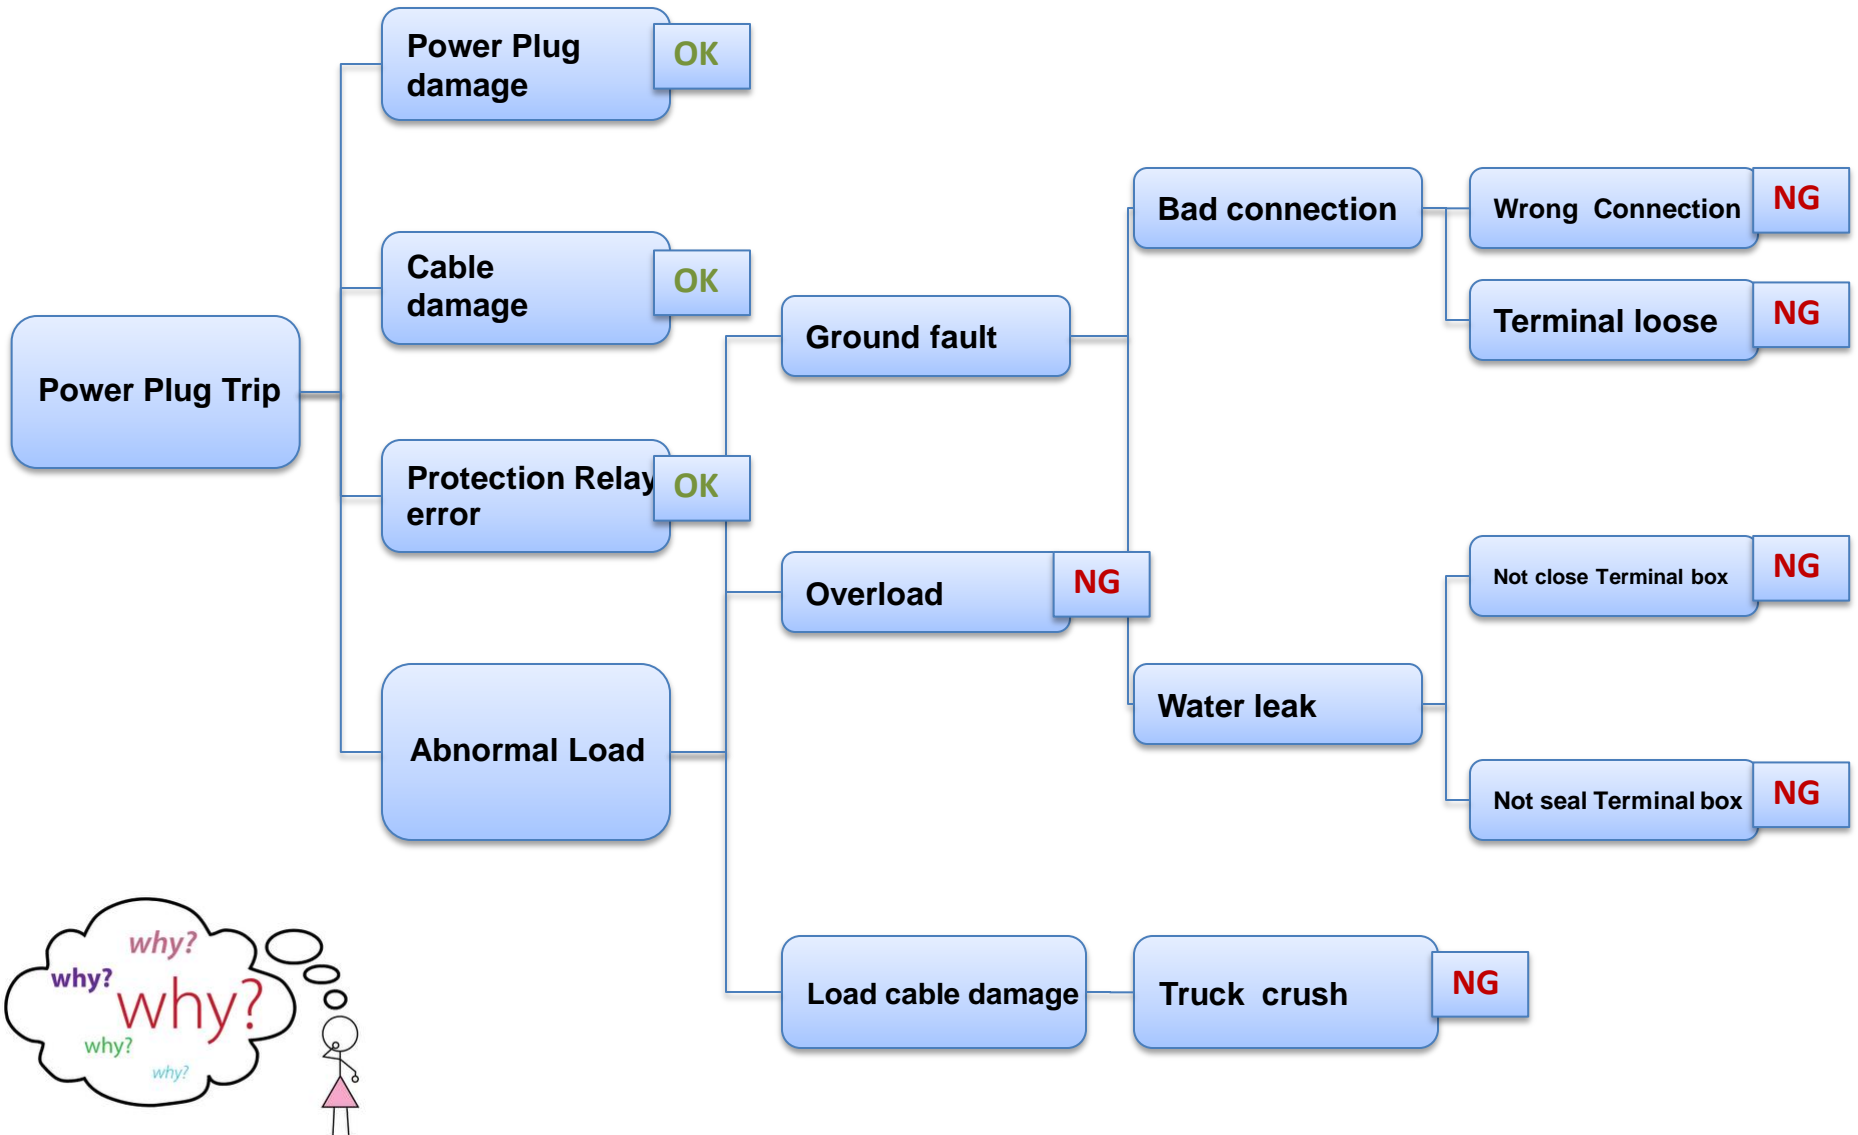 Power Plug
damage
OK
Cable
damage
OK
Power Plug Trip
Protection Relay
error
OK
Abnormal Load
Ground fault
Overload
NG
Load cable damage
Bad connection
Water leak
Truck crush
NG
Wrong Connection
NG
Terminal loose
NG
Not close Terminal box
NG
Not seal Terminal box
NG
why?
why?
why?
why?
why?